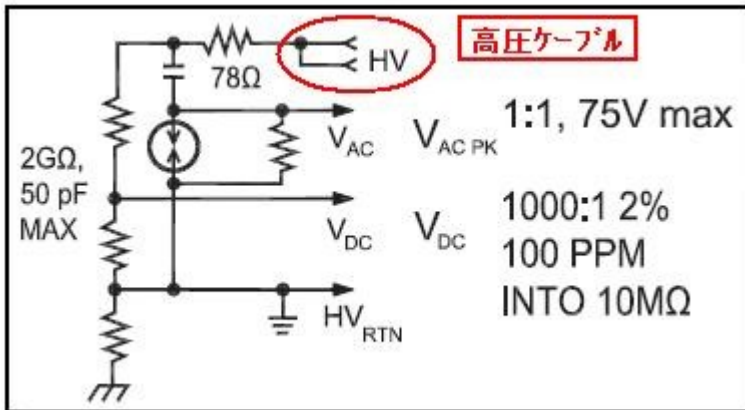 高圧ケーブル
HV
78Ω
V_AC
V_AC PK
1:1, 75V max
2GΩ,
50 pF
MAX
V_DC
V_DC
1000:1 2%
100 PPM
INTO 10MΩ
HV_RTN